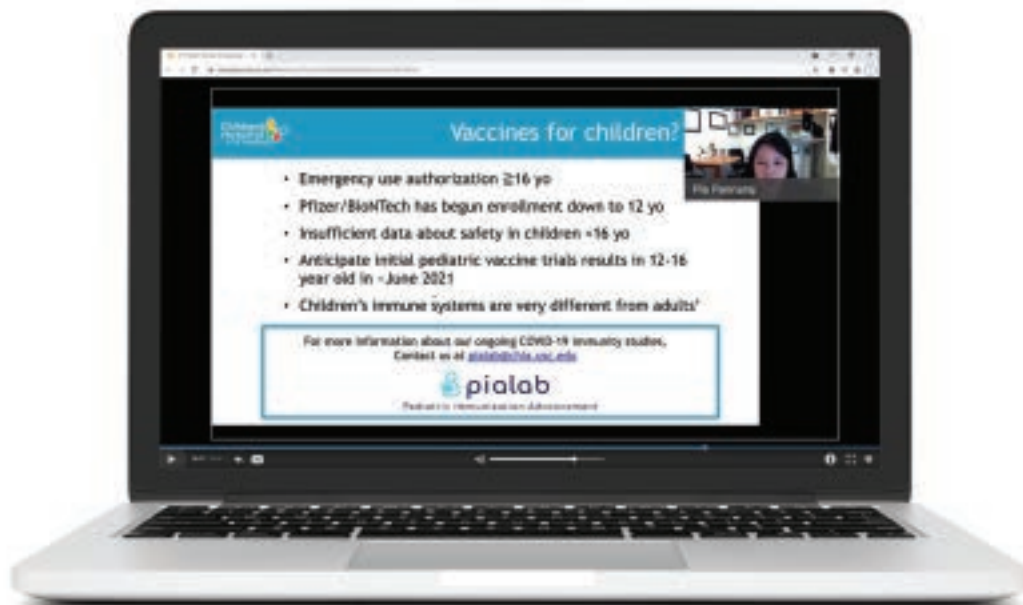 Children's
Hospital
Vaccines for children?
• Emergency use authorization ≥16 yo
• Pfizer/BioNTech has begun enrollment down to 12 yo
• Insufficient data about safety in children <16 yo
• Anticipate initial pediatric vaccine trials results in 12-16
year old in ~June 2021
• Children's immune systems are very different from adults'
For more information about our ongoing COVID-19 immunity studies,
Contact us at pialab@chla.usc.edu
pialab
Pediatric Immunization Advancement